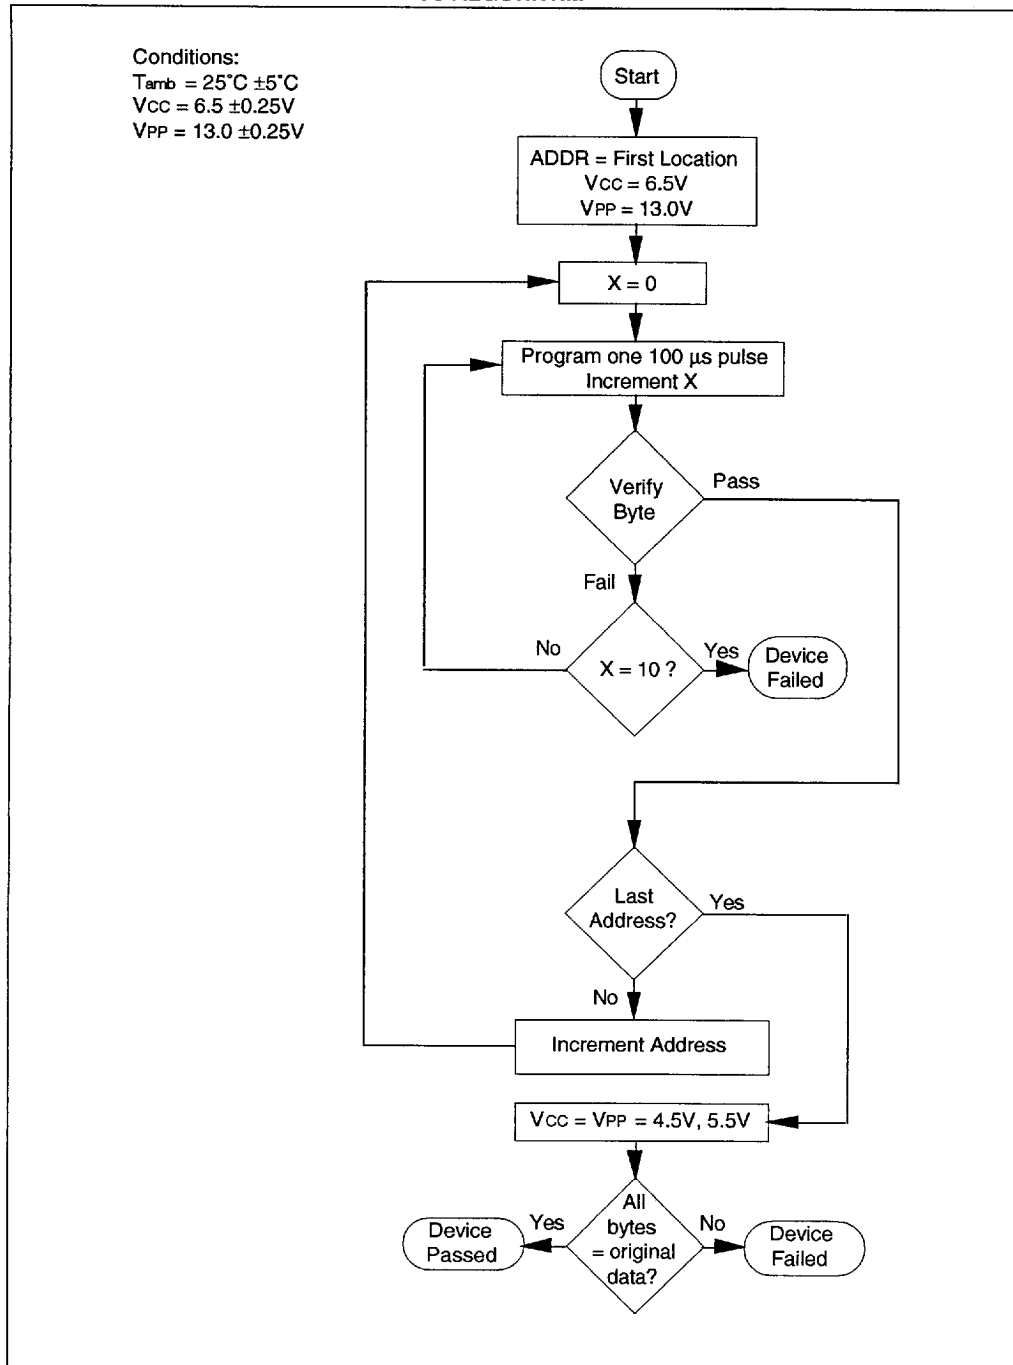 Conditions:
Tamb = 25˚C ±5˚C
VCC = 6.5 ±0.25V
VPP = 13.0 ±0.25V
Start
ADDR = First Location
VCC = 6.5V
VPP = 13.0V
X = 0
Program one 100 µs pulse
Increment X
Verify
Byte
Pass
Fail
X = 10 ?
No
Yes
Device
Failed
Last
Address?
Yes
No
Increment Address
VCC = VPP = 4.5V, 5.5V
All
bytes
= original
data?
Yes
No
Device
Passed
Device
Failed